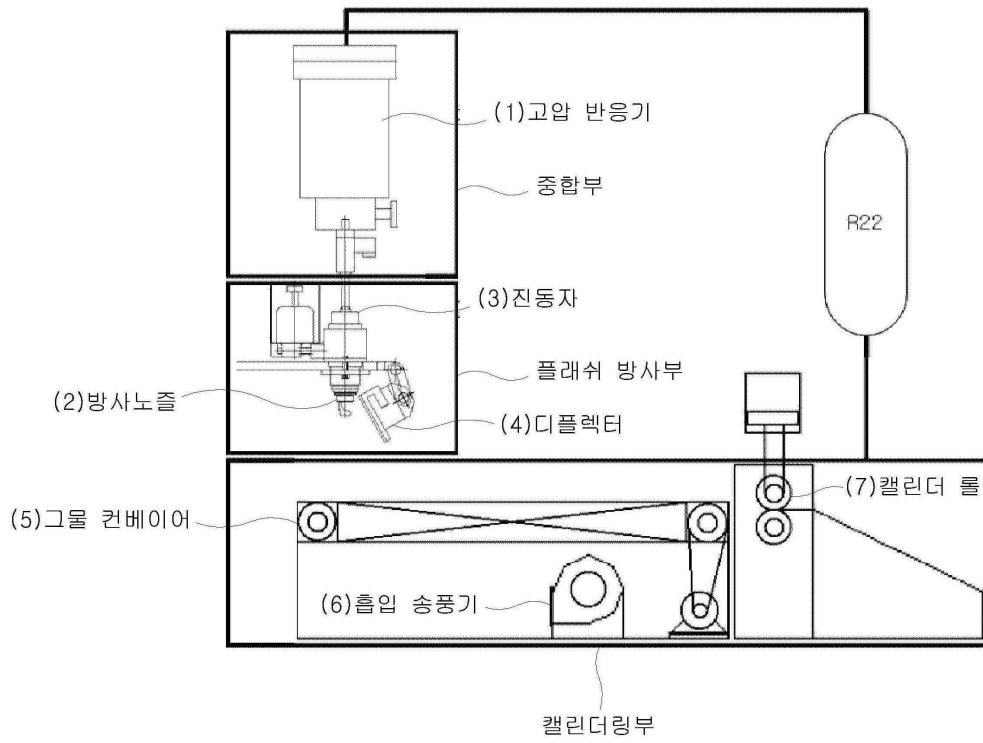 (1)고압 반응기
중합부
R22
(3)진동자
플래쉬 방사부
(2)방사노즐
(4)디플렉터
(7)캘린더 롤
(5)그물 컨베이어
(6)흡입 송풍기
캘린더링부